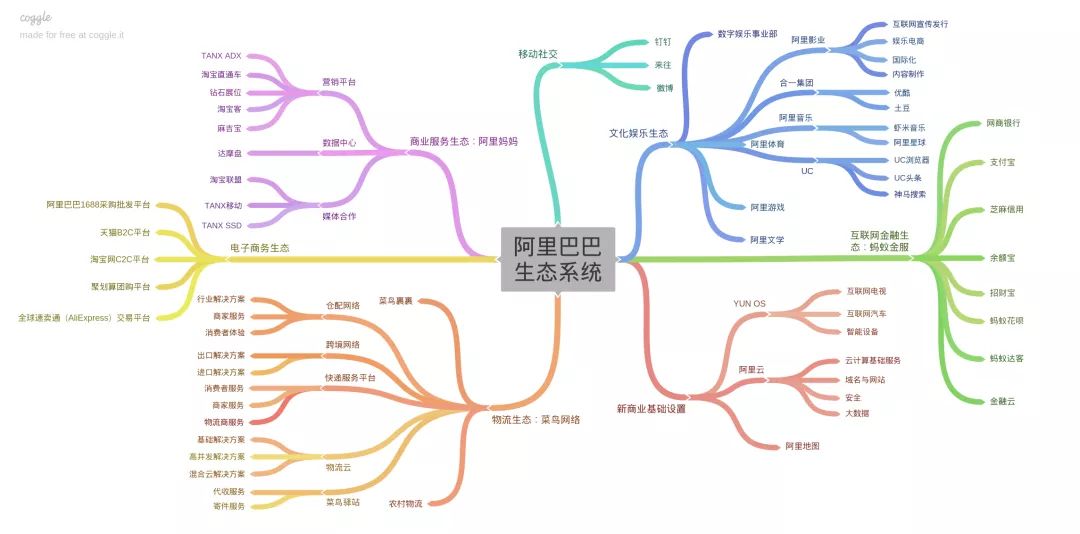 coggle
made for free at coggle.it
阿里巴巴
生态系统
移动社交
钉钉
来往
微博
文化娱乐生态
数字娱乐事业部
阿里影业
互联网宣传发行
娱乐电商
国际化
内容制作
合一集团
优酷
土豆
阿里音乐
虾米音乐
阿里星球
阿里体育
UC
UC浏览器
UC头条
神马搜索
阿里游戏
阿里文学
互联网金融生
态：蚂蚁金服
网商银行
支付宝
芝麻信用
余额宝
招财宝
蚂蚁花呗
蚂蚁达客
金融云
新商业基础设置
YUN OS
互联网电视
互联网汽车
智能设备
阿里云
云计算基础服务
域名与网站
安全
大数据
阿里地图
商业服务生态：阿里妈妈
营销平台
TANX ADX
淘宝直通车
钻石展位
淘宝客
麻吉宝
数据中心
达摩盘
媒体合作
淘宝联盟
TANX移动
TANX SSD
电子商务生态
阿里巴巴1688采购批发平台
天猫B2C平台
淘宝网C2C平台
聚划算团购平台
全球速卖通（AliExpress）交易平台
物流生态：菜鸟网络
菜鸟裹裹
仓配网络
行业解决方案
商家服务
消费者体验
跨境网络
出口解决方案
进口解决方案
快递服务平台
消费者服务
商家服务
物流商服务
物流云
基础解决方案
高并发解决方案
混合云解决方案
菜鸟驿站
代收服务
寄件服务
农村物流